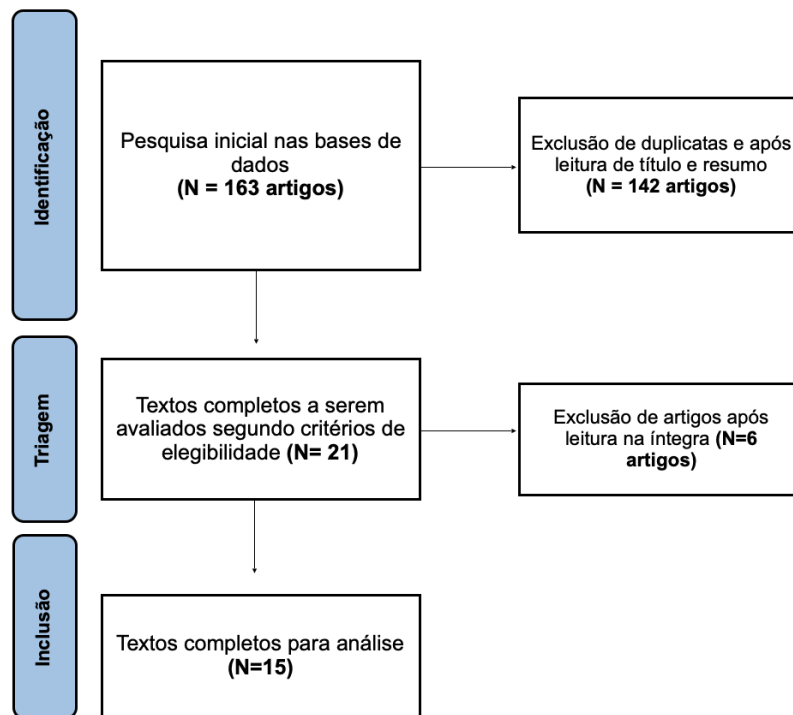 Identificação
Pesquisa inicial nas bases de
dados
(N = 163 artigos)
Exclusão de duplicatas e após
leitura de título e resumo
(N = 142 artigos)
Triagem
Textos completos a serem
avaliados segundo critérios de
elegibilidade (N= 21)
Exclusão de artigos após
leitura na íntegra (N=6
artigos)
Inclusão
Textos completos para análise
(N=15)